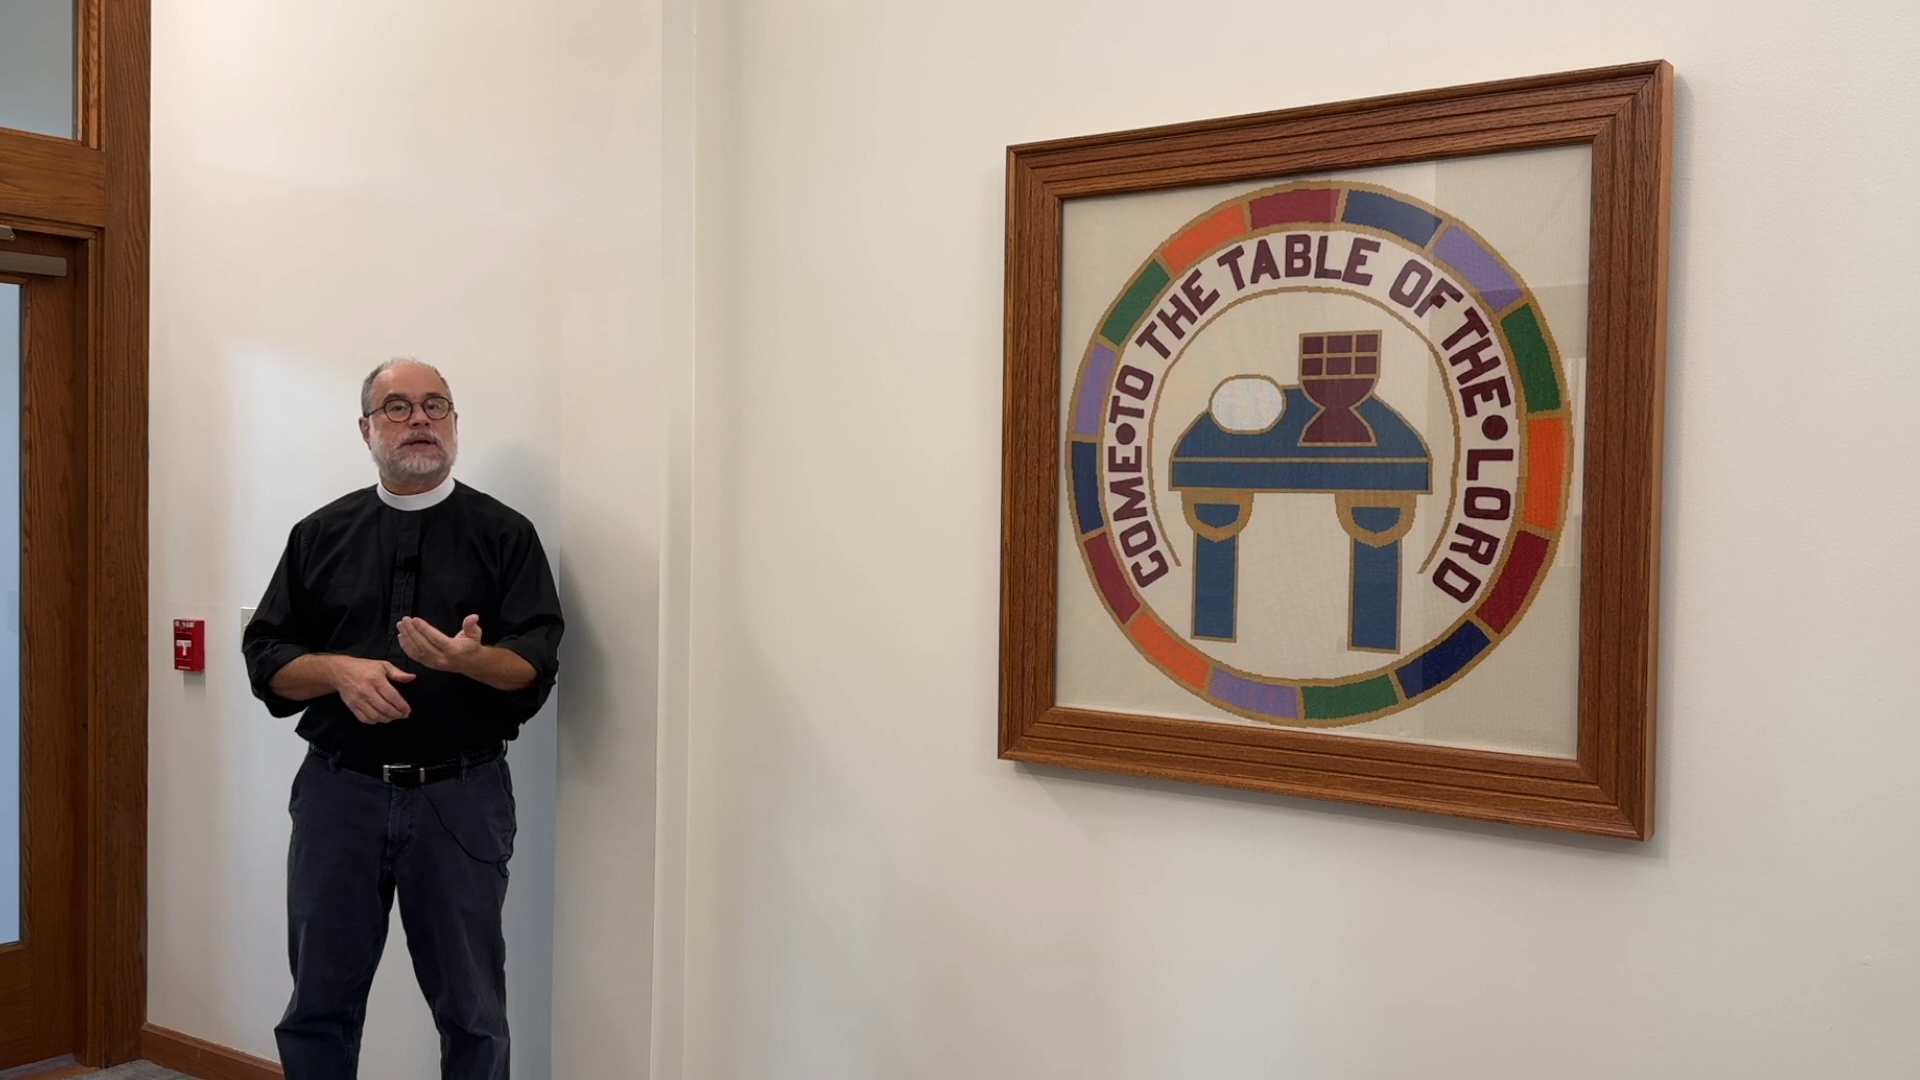 COME • TO THE TABLE OF THE • LORD